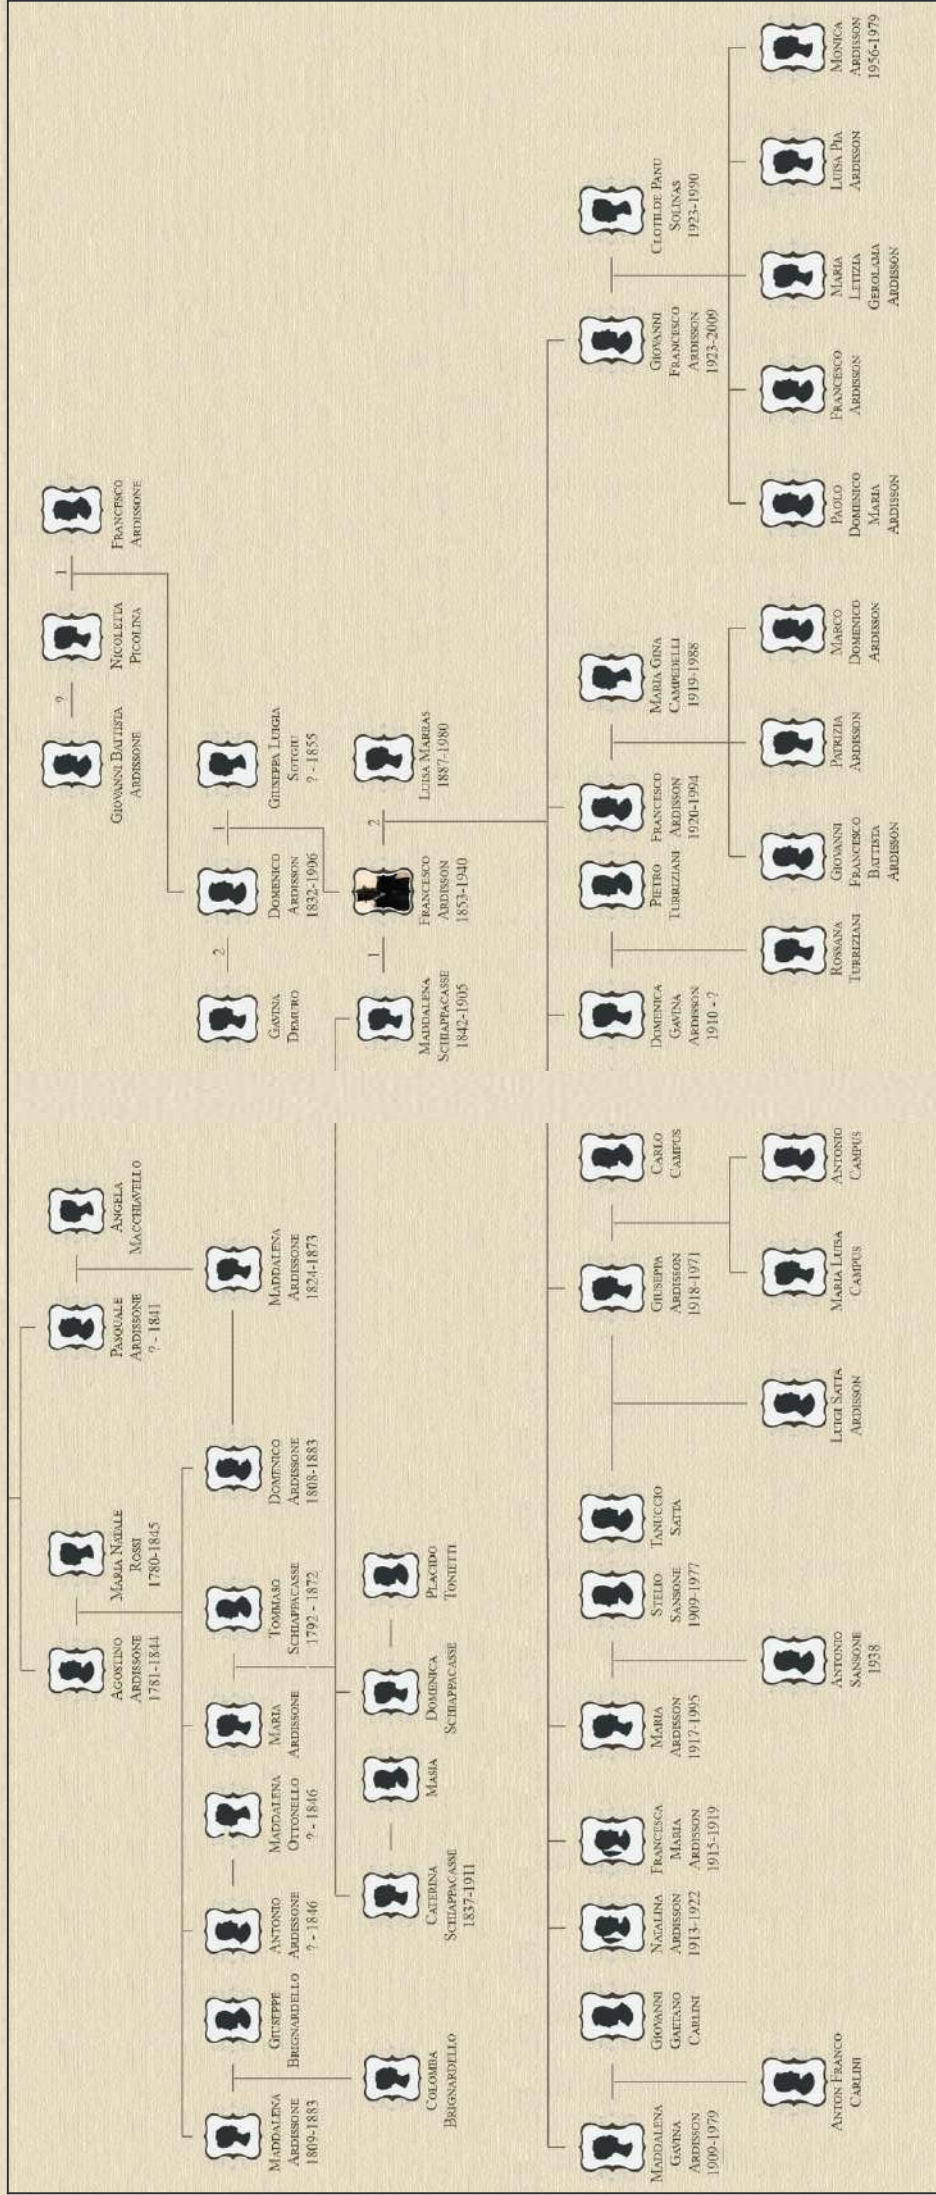 AGOSTINO
ARDISSONE
1781-1844
MARIA NATALE
ROSSI
1780-1845
PASQUALE
ARDISSONE
? - 1841
ANGELA
MACCHIAVELLO
GIOVANNI BATTISTA
ARDISSONE
?
NICOLETTA
PICOLINA
1
FRANCESCO
ARDISSONE
MADDALENA
ARDISSONE
1809-1883
GIUSEPPE
BRIGNARDELLO
ANTONIO
ARDISSONE
? - 1846
MADDALENA
OTTONELLO
? - 1846
MARIA
ARDISSONE
TOMMASO
SCHIAPPACASSE
1792 - 1872
DOMENICO
ARDISSONE
1808-1883
MADDALENA
ARDISSONE
1824-1873
GAVINA
DEMURO
2
DOMENICO
ARDISSON
1832-1906
1
GIUSEPPA LUIGIA
SOTGIU
? - 1855
COLOMBA
BRIGNARDELLO
CATERINA
SCHIAPPACASSE
1837-1911
MASIA
DOMENICA
SCHIAPPACASSE
PLACIDO
TONIETTI
MADDALENA
SCHIAPPACASSE
1842-1905
1
FRANCESCO
ARDISSON
1853-1940
2
LUISA MARRAS
1887-1980
MADDALENA
GAVINA
ARDISSON
1909-1979
GIOVANNI
GAETANO
CARLINI
NATALINA
ARDISSON
1913-1922
FRANCESCA
MARIA
ARDISSON
1915-1919
MARIA
ARDISSON
1917-1995
STELIO
SANSONE
1909-1977
TANUCCIO
SATTA
GIUSEPPA
ARDISSON
1918-1971
CARLO
CAMPUS
DOMENICA
GAVINA
ARDISSON
1910 - ?
PIETRO
TURRIZIANI
FRANCESCO
ARDISSON
1920-1994
MARIA GINA
CAMPEDELLI
1919-1988
GIOVANNI
FRANCESCO
ARDISSON
1923-2009
CLOTILDE PANU
SOLINAS
1923-1990
ANTON FRANCO
CARLINI
ANTONIO
SANSONE
1938
LUIGI SATTA
ARDISSON
MARIA LUISA
CAMPUS
ANTONIO
CAMPUS
ROSSANA
TURRIZIANI
GIOVANNI
FRANCESCO
BATTISTA
ARDISSON
PATRIZIA
ARDISSON
MARCO
DOMENICO
ARDISSON
PAOLO
DOMENICO
MARIA
ARDISSON
FRANCESCO
ARDISSON
MARIA
LETIZIA
GEROLAMA
ARDISSON
LUISA PIA
ARDISSON
MONICA
ARDISSON
1956-1979